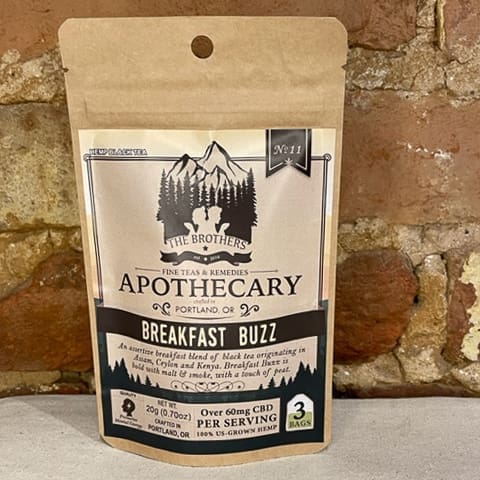 HEMP BLACK TEA
Nº 11
THE BROTHERS
FINE TEAS & REMEDIES
APOTHECARY
crafted in
PORTLAND, OR
BREAKFAST BUZZ
An assertive breakfast blend of black tea originating in
Assam, Ceylon and Kenya. Breakfast Buzz is
bold with malt & smoke, with a touch of peat.
QUALITY
NET WT.
20g (0.70oz)
CRAFTED IN
PORTLAND, OR
Over 60mg CBD
PER SERVING
100% US-GROWN HEMP
3
BAGS